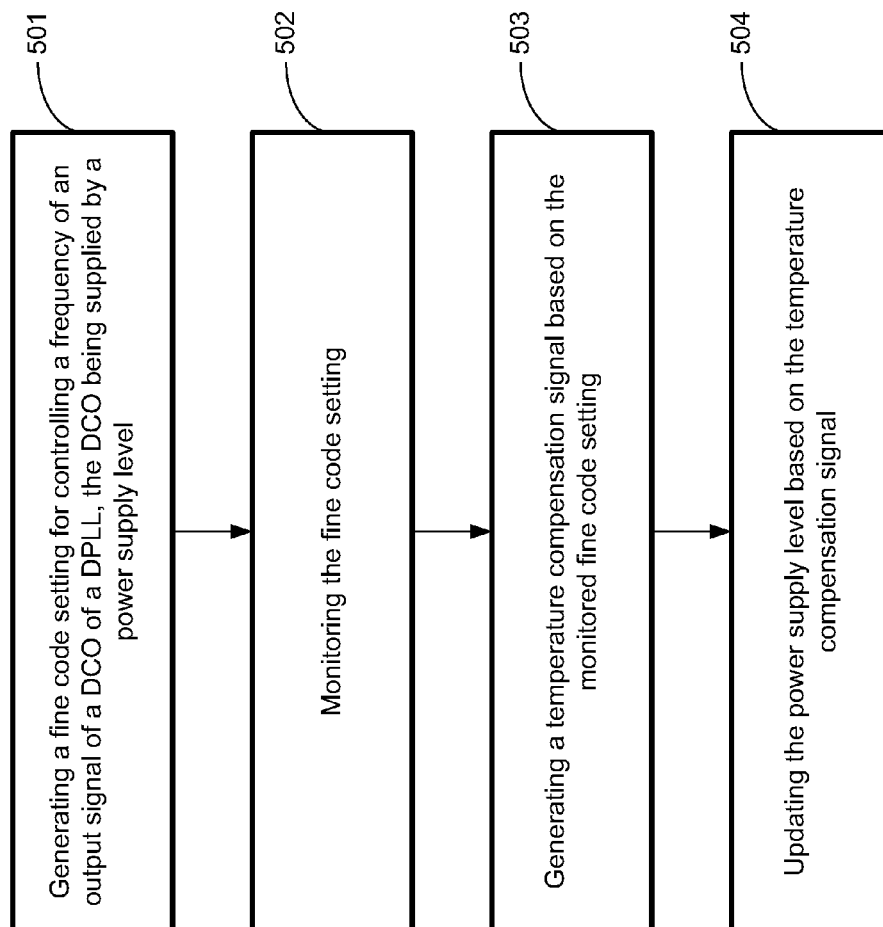 501
Generating a fine code setting for controlling a frequency of an
output signal of a DCO of a DPLL, the DCO being supplied by a
power supply level
502
Monitoring the fine code setting
503
Generating a temperature compensation signal based on the
monitored fine code setting
504
Updating the power supply level based on the temperature
compensation signal